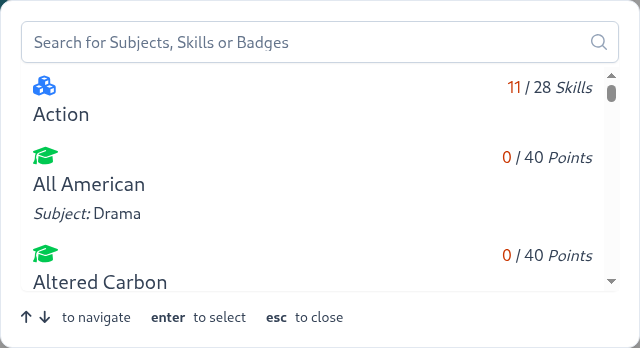 Search for Subjects, Skills or Badges
11 / 28 Skills
Action
0 / 40 Points
All American
Subject: Drama
0 / 40 Points
Altered Carbon
↑ ↓ to navigate enter to select esc to close